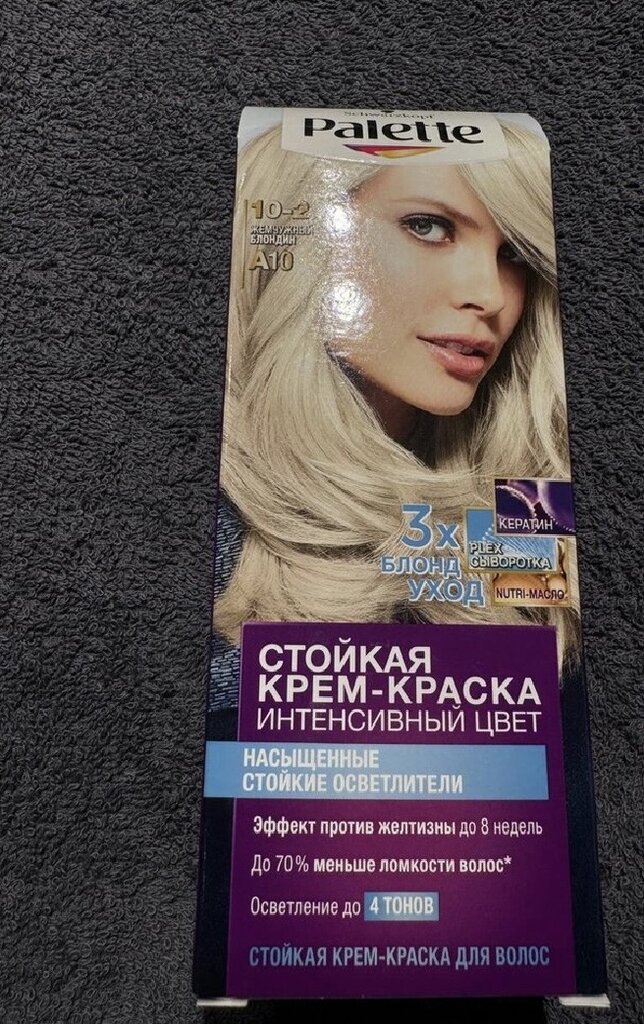 Schwarzkopf
Palette
10-2
ЖЕМЧУЖНЫЙ
БЛОНДИН
A10
3x
БЛОНД
УХОД
КЕРАТИН
PLEX
СЫВОРОТКА
NUTRI-МАСЛО
СТОЙКАЯ
КРЕМ-КРАСКА
ИНТЕНСИВНЫЙ ЦВЕТ
НАСЫЩЕННЫЕ
СТОЙКИЕ ОСВЕТЛИТЕЛИ
Эффект против желтизны до 8 недель
До 70% меньше ломкости волос*
Осветление до 4 ТОНОВ
СТОЙКАЯ КРЕМ-КРАСКА ДЛЯ ВОЛОС